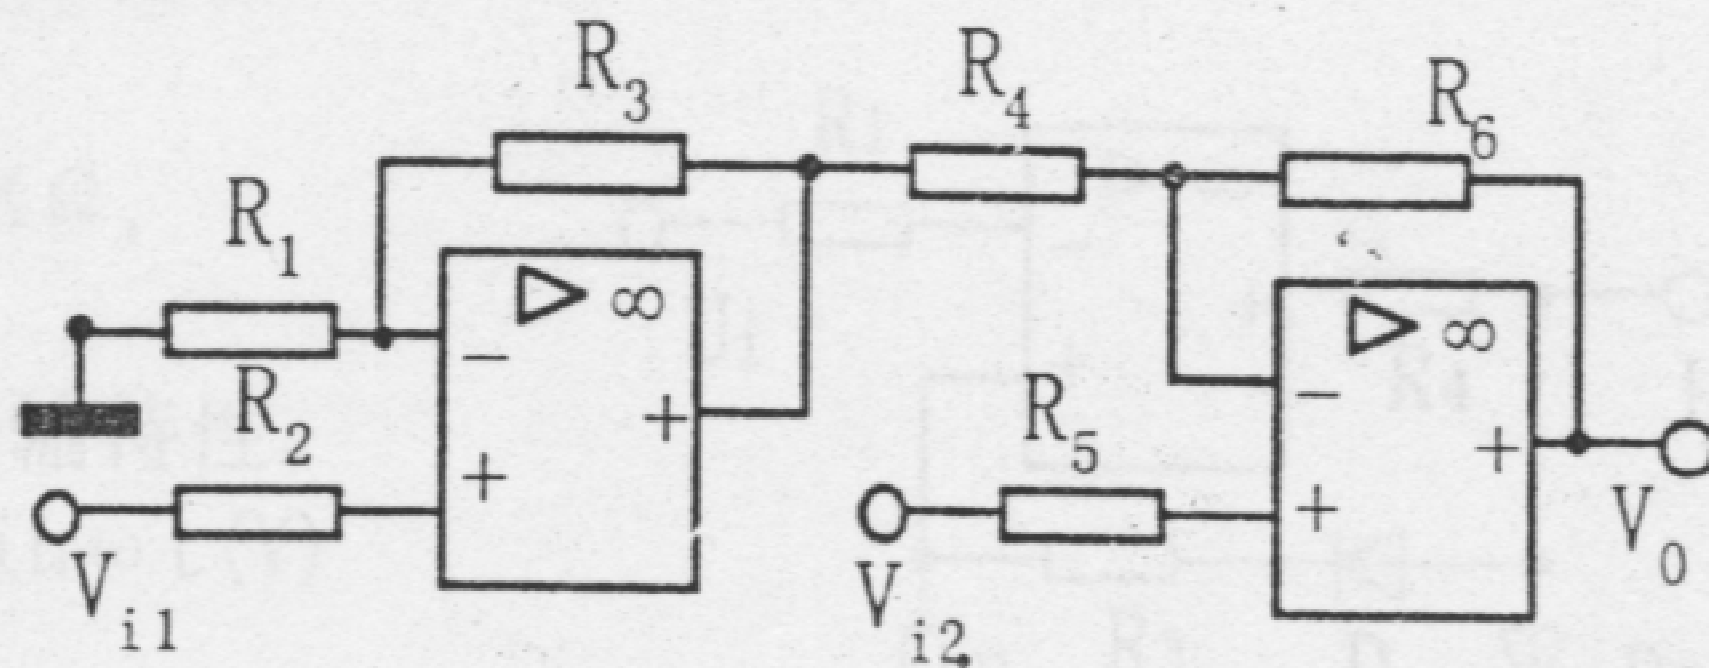 R3
R4
R6
R1
▷ ∞
▷ ∞
−
R2
−
+
R5
+
+
+
Vi1
Vi2
V0